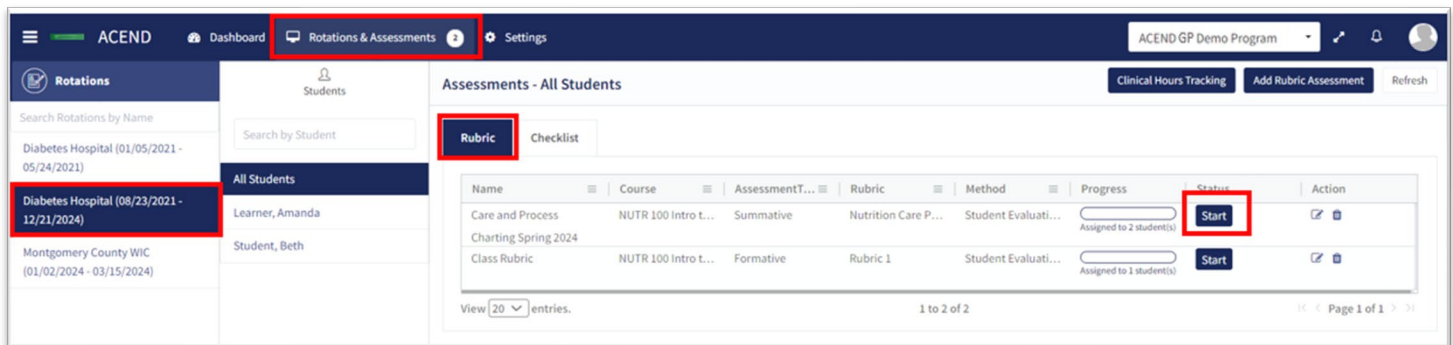 ACEND
Dashboard
Rotations & Assessments 2
Settings
ACEND GP Demo Program
Rotations
Search Rotations by Name
Diabetes Hospital (01/05/2021 -
05/24/2021)
Diabetes Hospital (08/23/2021 -
12/21/2024)
Montgomery County WIC
(01/02/2024 - 03/15/2024)
Students
Search by Student
All Students
Learner, Amanda
Student, Beth
Assessments - All Students
Clinical Hours Tracking
Add Rubric Assessment
Refresh
Rubric
Checklist
Name Course AssessmentT... Rubric Method Progress Status Action
Care and Process NUTR 100 Intro t... Summative Nutrition Care P... Student Evaluati... Start
Assigned to 2 student(s)
Charting Spring 2024
Class Rubric NUTR 100 Intro t... Formative Rubric 1 Student Evaluati... Start
Assigned to 1 student(s)
View 20 entries.
1 to 2 of 2
Page 1 of 1